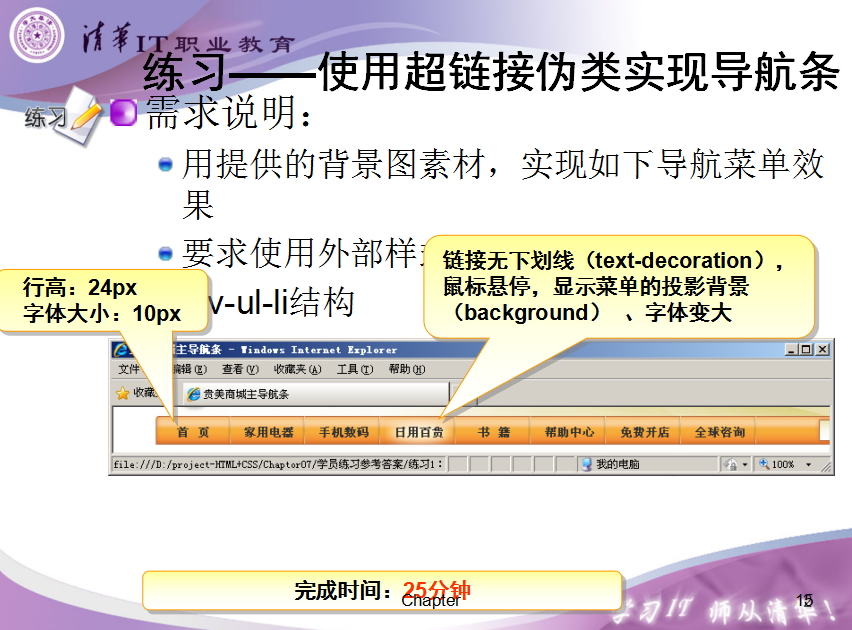 清华IT职业教育
练习——使用超链接伪类实现导航条
练习
需求说明：
用提供的背景图素材，实现如下导航菜单效
果
要求使用外部样
链接无下划线（text-decoration），
鼠标悬停，显示菜单的投影背景
（background） 、字体变大
行高：24px
字体大小：10px
v-ul-li结构
主导航条 - Windows Internet Explorer
文件 编辑(E) 查看(V) 收藏夹(A) 工具(T) 帮助(H)
收藏 贵美商城主导航条
首 页 家用电器 手机数码 日用百货 书 籍 帮助中心 免费开店 全球咨询
file:///D:/project-HTML+CSS/Chaptor07/学员练习参考答案/练习1: 我的电脑 100%
完成时间：25分钟
Chapter
学习IT 师从清华！